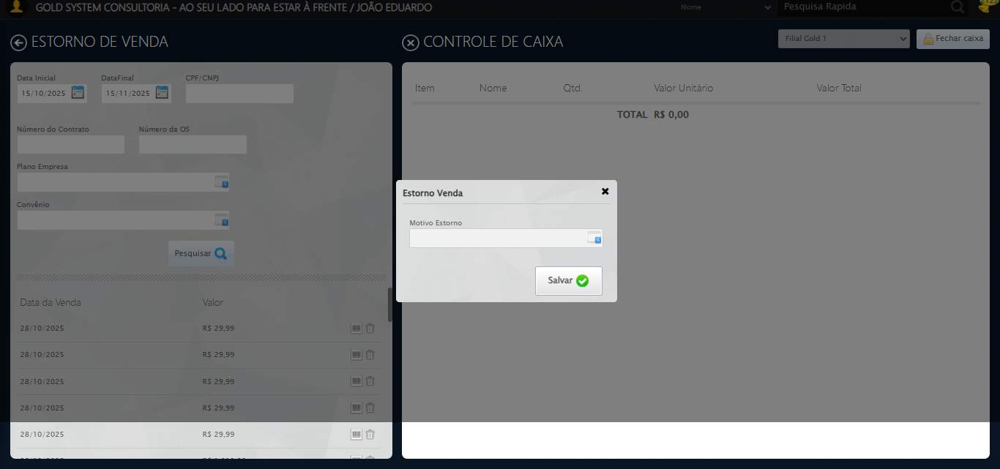 GOLD SYSTEM CONSULTORIA - AO SEU LADO PARA ESTAR À FRENTE / JOÃO EDUARDO
Nome
Pesquisa Rapida
ESTORNO DE VENDA
CONTROLE DE CAIXA
Filial Gold 1
Fechar caixa
Data Inicial
DataFinal
CPF/CNPJ
15/10/2025
15/11/2025
Item
Nome
Qtd.
Valor Unitário
Valor Total
TOTAL R$ 0,00
Número do Contrato
Número da OS
Plano Empresa
Convênio
Pesquisar
Estorno Venda
Motivo Estorno
Salvar
Data da Venda
Valor
28/10/2025
R$ 29,99
28/10/2025
R$ 29,99
28/10/2025
R$ 29,99
28/10/2025
R$ 29,99
28/10/2025
R$ 29,99